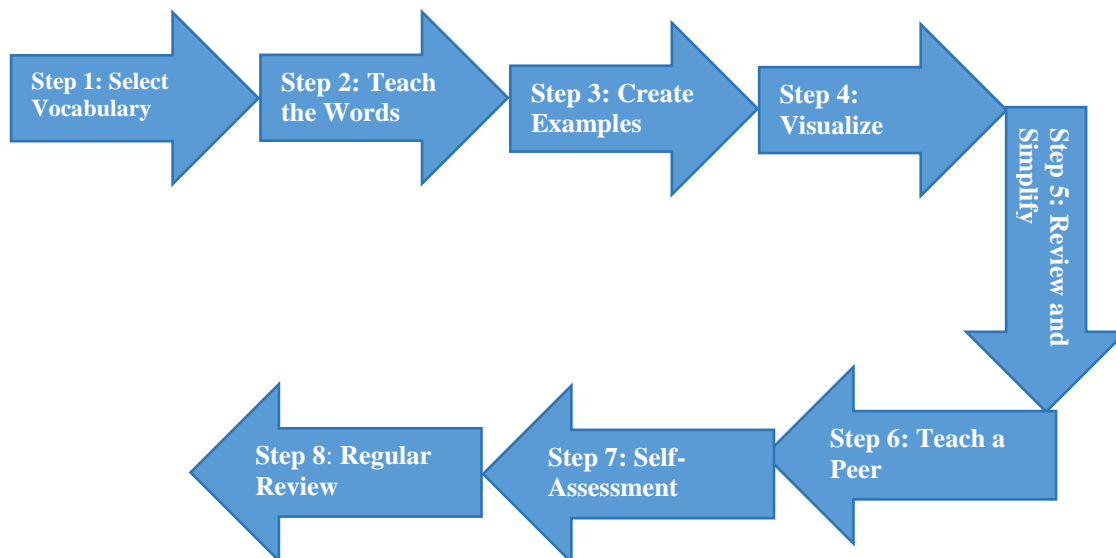 Step 1: Select
Vocabulary
Step 2: Teach
the Words
Step 3: Create
Examples
Step 4:
Visualize
Step 5: Review and
Simplify
Step 6: Teach a
Peer
Step 7: Self-
Assessment
Step 8: Regular
Review